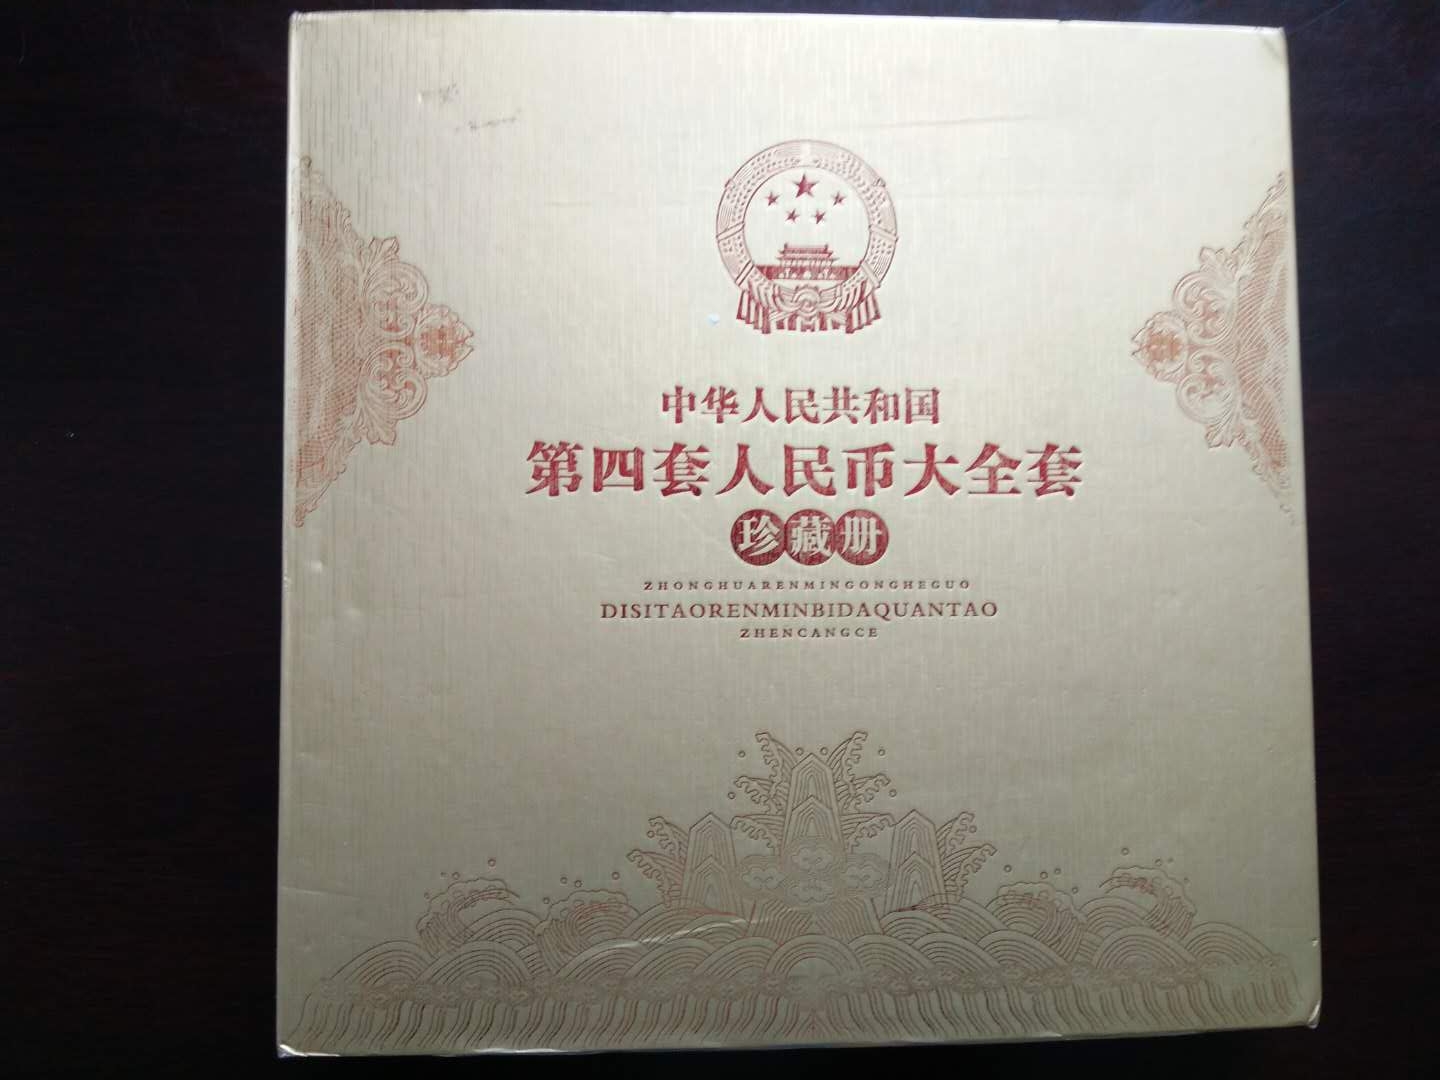 中华人民共和国
第四套人民币大全套
珍藏册
ZHONGHUARENMINGONGHEGUO
DISITAORENMINBIDAQUANTAO
ZHENCANGCE